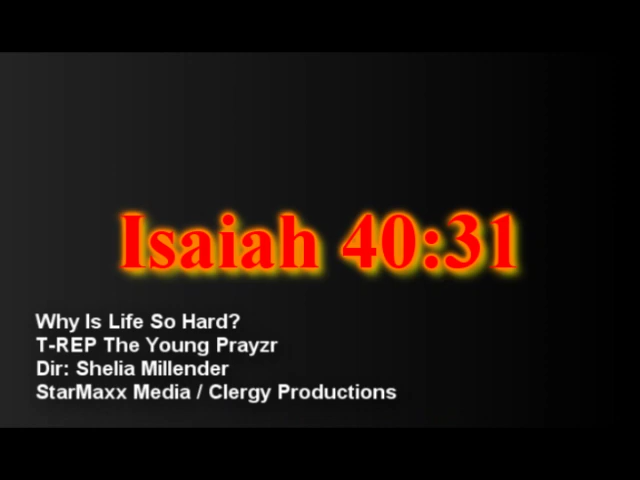 Isaiah 40:31
Why Is Life So Hard?
T-REP The Young Prayzr
Dir: Shelia Millender
StarMaxx Media / Clergy Productions